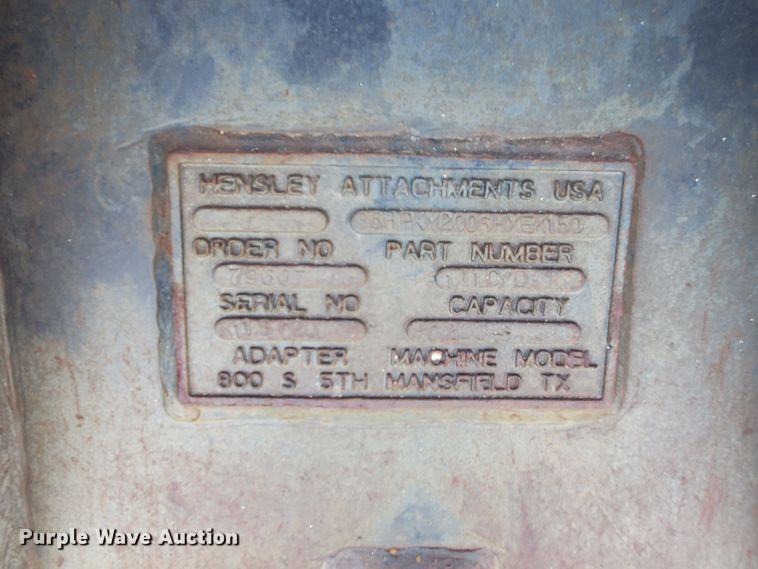 HENSLEY ATTACHMENTS USA
ORDER NO PART NUMBER
SERIAL NO CAPACITY
ADAPTER MACHINE MODEL
800 S 5TH MANSFIELD TX
Purple Wave Auction